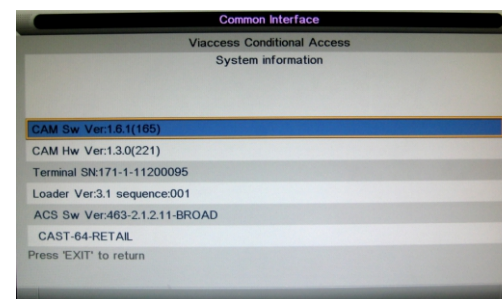 Common Interface
Viaccess Conditional Access
System information
CAM Sw Ver:1.6.1(165)
CAM Hw Ver:1.3.0(221)
Terminal SN:171-1-11200095
Loader Ver:3.1 sequence:001
ACS Sw Ver:463-2.1.2.11-BROAD
CAST-64-RETAIL
Press 'EXIT' to return